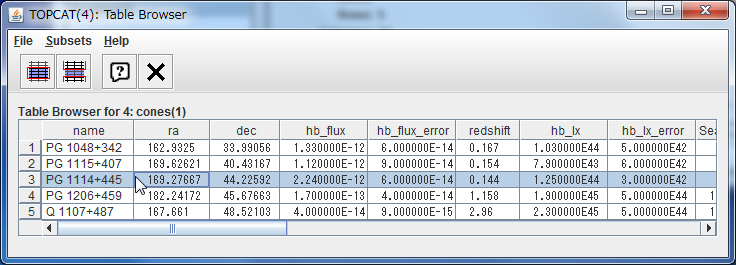 TOPCAT(4): Table Browser
File Subsets Help
Table Browser for 4: cones(1)
name ra dec hb_flux hb_flux_error redshift hb_lx hb_lx_error Sea
1 PG 1048+342 162.9325 33.99056 1.330000E-12 6.000000E-14 0.167 1.030000E44 5.000000E42
2 PG 1115+407 169.62621 40.43167 1.120000E-12 9.000000E-14 0.154 7.900000E43 6.000000E42
3 PG 1114+445 169.27667 44.22592 2.240000E-12 6.000000E-14 0.144 1.250000E44 3.000000E42
4 PG 1206+459 182.24172 45.67663 1.700000E-13 4.000000E-14 1.158 1.900000E45 5.000000E44 1
5 Q 1107+487 167.661 48.52103 4.000000E-14 9.000000E-15 2.96 2.300000E45 5.000000E44 1